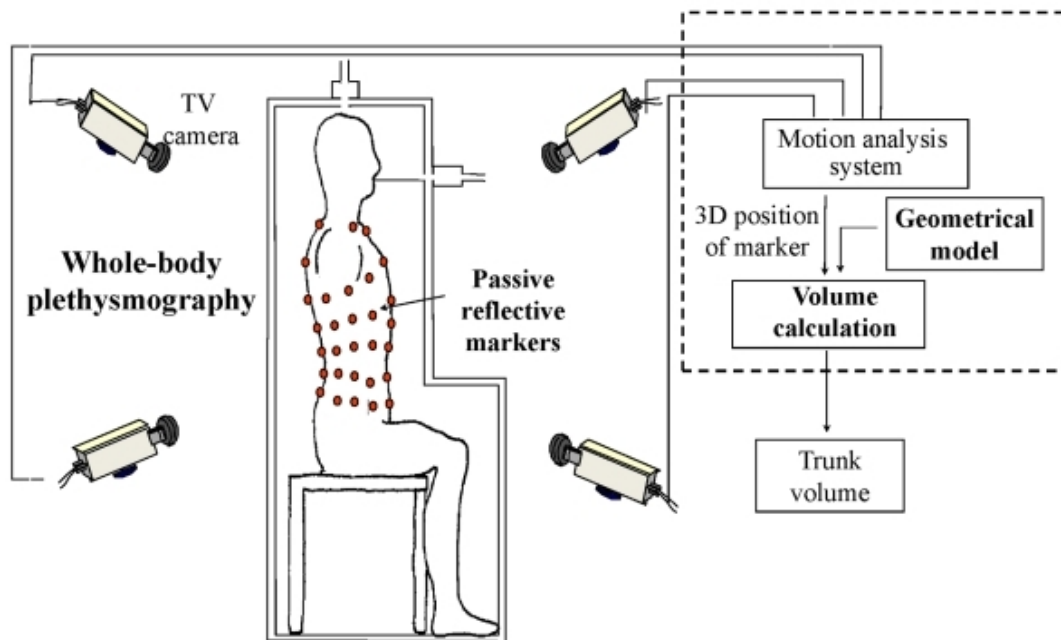 TV
camera
Whole-body
plethysmography
Passive
reflective
markers
Motion analysis
system
3D position
of marker
Geometrical
model
Volume
calculation
Trunk
volume